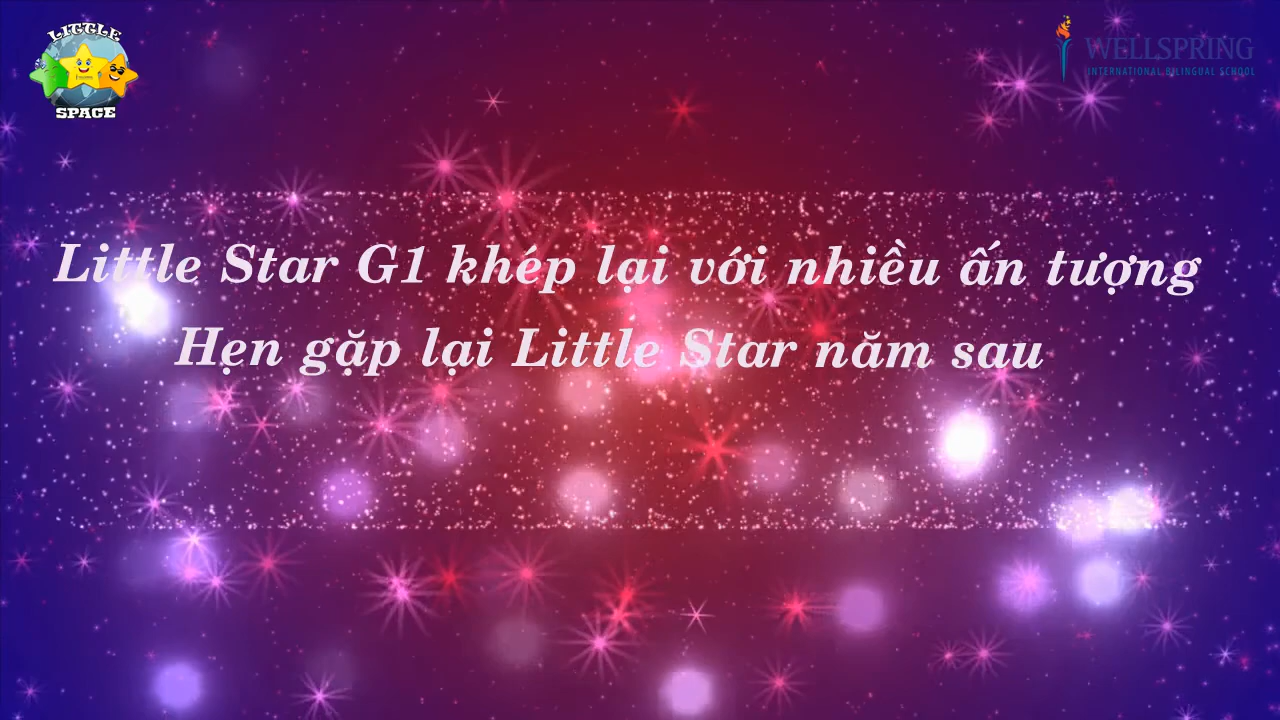 LITTLE
SPACE
WELLSPRING
INTERNATIONAL BILINGUAL SCHOOL
Little Star G1 khép lại với nhiều ấn tượng
Hẹn gặp lại Little Star năm sau